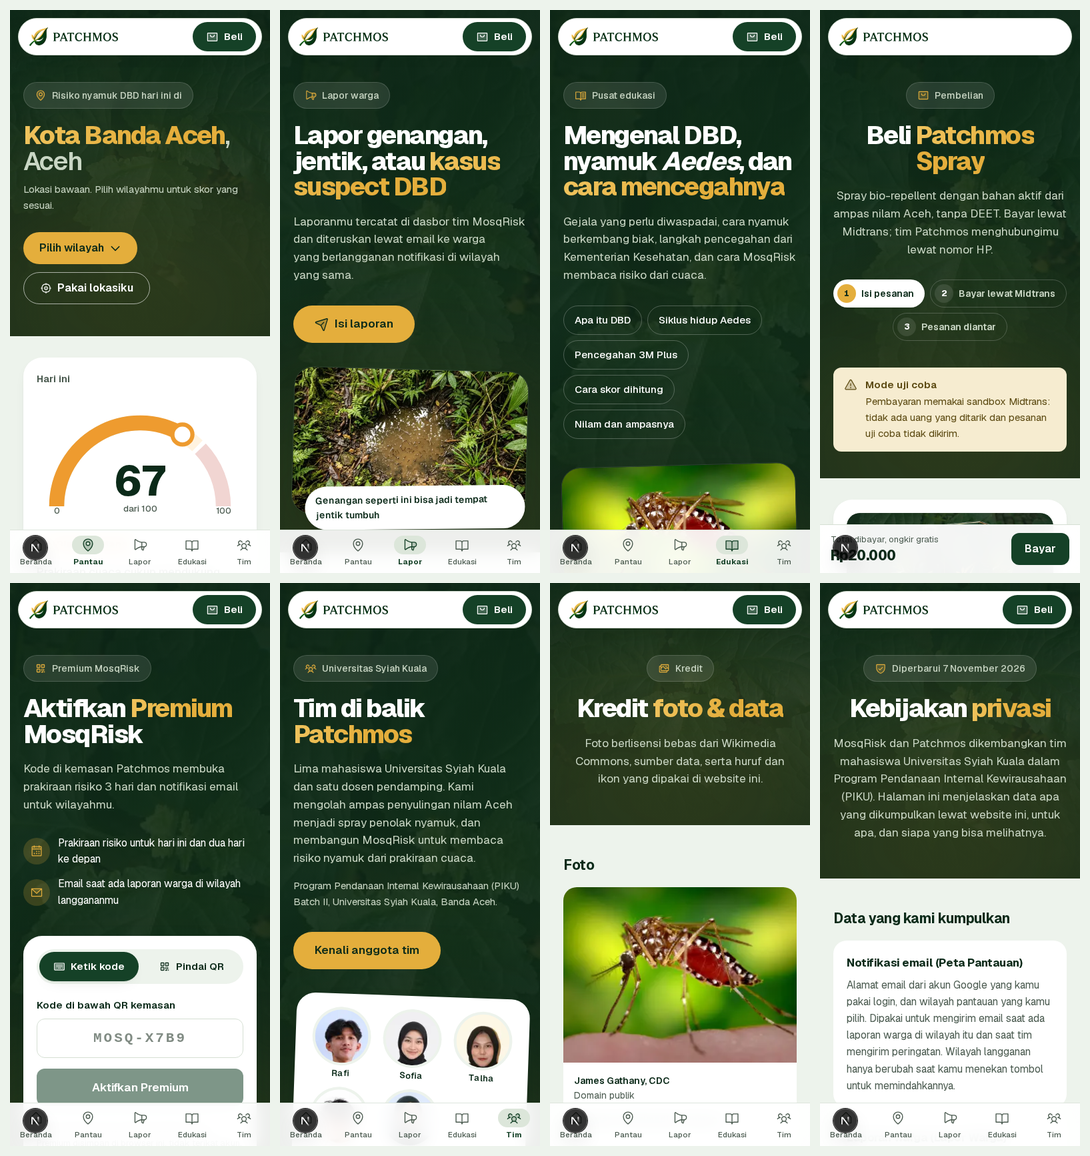 PATCHMOS
Beli
Risiko nyamuk DBD hari ini di
Kota Banda Aceh,
Aceh
Lokasi bawaan. Pilih wilayahmu untuk skor yang
sesuai.
Pilih wilayah
Pakai lokasiku
Hari ini
67
dari 100
0
100
Beranda
Pantau
Lapor
Edukasi
Tim
PATCHMOS
Beli
Lapor warga
Lapor genangan,
jentik, atau kasus
suspect DBD
Laporanmu tercatat di dasbor tim MosqRisk
dan diteruskan lewat email ke warga
yang berlangganan notifikasi di wilayah
yang sama.
Isi laporan
Genangan seperti ini bisa jadi tempat
jentik tumbuh
Beranda
Pantau
Lapor
Edukasi
Tim
PATCHMOS
Beli
Pusat edukasi
Mengenal DBD,
nyamuk Aedes, dan
cara mencegahnya
Gejala yang perlu diwaspadai, cara nyamuk
berkembang biak, langkah pencegahan dari
Kementerian Kesehatan, dan cara MosqRisk
membaca risiko dari cuaca.
Apa itu DBD
Siklus hidup Aedes
Pencegahan 3M Plus
Cara skor dihitung
Nilam dan ampasnya
Beranda
Pantau
Lapor
Edukasi
Tim
PATCHMOS
Pembelian
Beli Patchmos
Spray
Spray bio-repellent dengan bahan aktif dari
ampas nilam Aceh, tanpa DEET. Bayar lewat
Midtrans; tim Patchmos menghubungimu
lewat nomor HP.
1 Isi pesanan
2 Bayar lewat Midtrans
3 Pesanan diantar
Mode uji coba
Pembayaran memakai sandbox Midtrans:
tidak ada uang yang ditarik dan pesanan
uji coba tidak dikirim.
dibayar, ongkir gratis
Rp20.000
Bayar
PATCHMOS
Beli
Premium MosqRisk
Aktifkan Premium
MosqRisk
Kode di kemasan Patchmos membuka
prakiraan risiko 3 hari dan notifikasi email
untuk wilayahmu.
Prakiraan risiko untuk hari ini dan dua hari
ke depan
Email saat ada laporan warga di wilayah
langgananmu
Ketik kode
Pindai QR
Kode di bawah QR kemasan
MOSQ-X7B9
Aktifkan Premium
Beranda
Pantau
Lapor
Edukasi
Tim
PATCHMOS
Beli
Universitas Syiah Kuala
Tim di balik
Patchmos
Lima mahasiswa Universitas Syiah Kuala
dan satu dosen pendamping. Kami
mengolah ampas penyulingan nilam Aceh
menjadi spray penolak nyamuk, dan
membangun MosqRisk untuk membaca
risiko nyamuk dari prakiraan cuaca.
Program Pendanaan Internal Kewirausahaan (PIKU)
Batch II, Universitas Syiah Kuala, Banda Aceh.
Kenali anggota tim
Rafi
Sofia
Talha
Beranda
Pantau
Lapor
Edukasi
Tim
PATCHMOS
Beli
Kredit
Kredit foto & data
Foto berlisensi bebas dari Wikimedia
Commons, sumber data, serta huruf dan
ikon yang dipakai di website ini.
Foto
James Gathany, CDC
Domain publik
Beranda
Pantau
Lapor
Edukasi
Tim
PATCHMOS
Beli
Diperbarui 7 November 2026
Kebijakan privasi
MosqRisk dan Patchmos dikembangkan tim
mahasiswa Universitas Syiah Kuala dalam
Program Pendanaan Internal Kewirausahaan
(PIKU). Halaman ini menjelaskan data apa
yang dikumpulkan lewat website ini, untuk
apa, dan siapa yang bisa melihatnya.
Data yang kami kumpulkan
Notifikasi email (Peta Pantauan)
Alamat email dari akun Google yang kamu
pakai login, dan wilayah pantauan yang kamu
pilih. Dipakai untuk mengirim email saat ada
laporan warga di wilayah itu dan saat tim
mengirim peringatan. Wilayah langganan
hanya berubah saat kamu menekan tombol
untuk memindahkannya.
Beranda
Pantau
Lapor
Edukasi
Tim